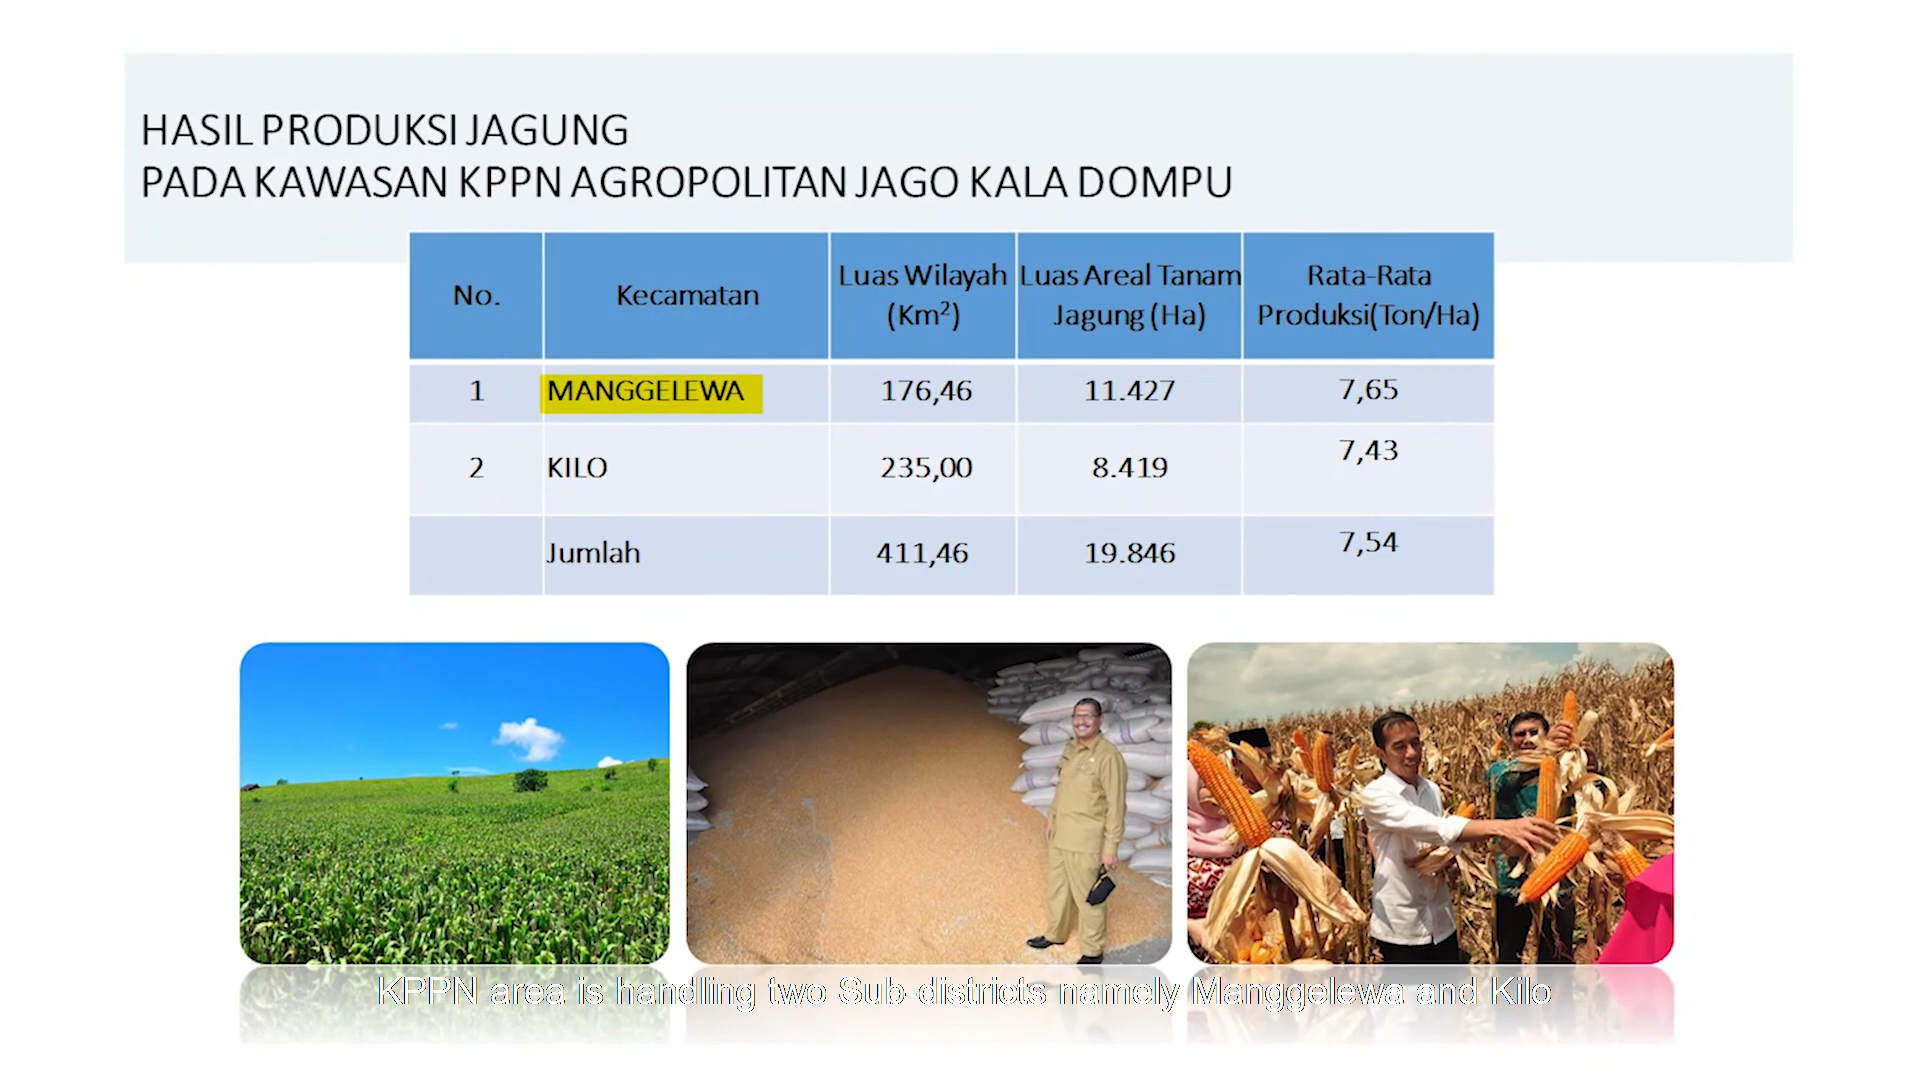 HASIL PRODUKSI JAGUNG
PADA KAWASAN KPPN AGROPOLITAN JAGO KALA DOMPU
No. Kecamatan Luas Wilayah (Km²) Luas Areal Tanam Jagung (Ha) Rata-Rata Produksi(Ton/Ha)
1 MANGGELEWA 176,46 11.427 7,65
2 KILO 235,00 8.419 7,43
Jumlah 411,46 19.846 7,54
KPPN area is handling two Sub-districts namely Manggelewa and Kilo